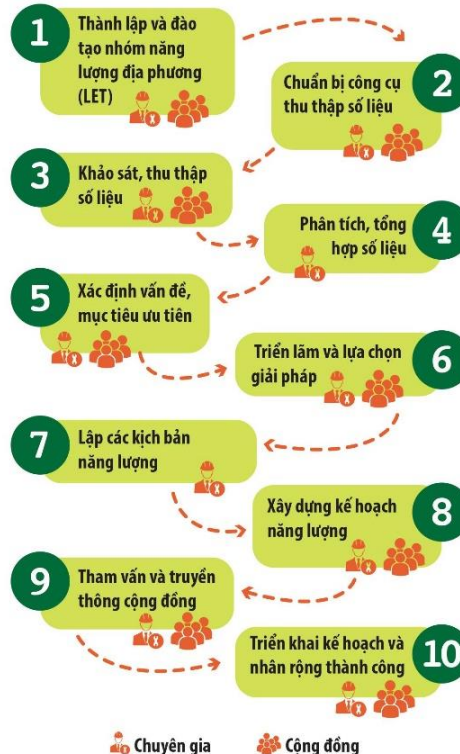 1
Thành lập và đào
tạo nhóm năng
lượng địa phương
(LET)
2
Chuẩn bị công cụ
thu thập số liệu
3
Khảo sát, thu thập
số liệu
4
Phân tích, tổng
hợp số liệu
5
Xác định vấn đề,
mục tiêu ưu tiên
6
Triển lãm và lựa chọn
giải pháp
7
Lập các kịch bản
năng lượng
8
Xây dựng kế hoạch
năng lượng
9
Tham vấn và truyền
thông cộng đồng
10
Triển khai kế hoạch và
nhân rộng thành công
Chuyên gia
Cộng đồng